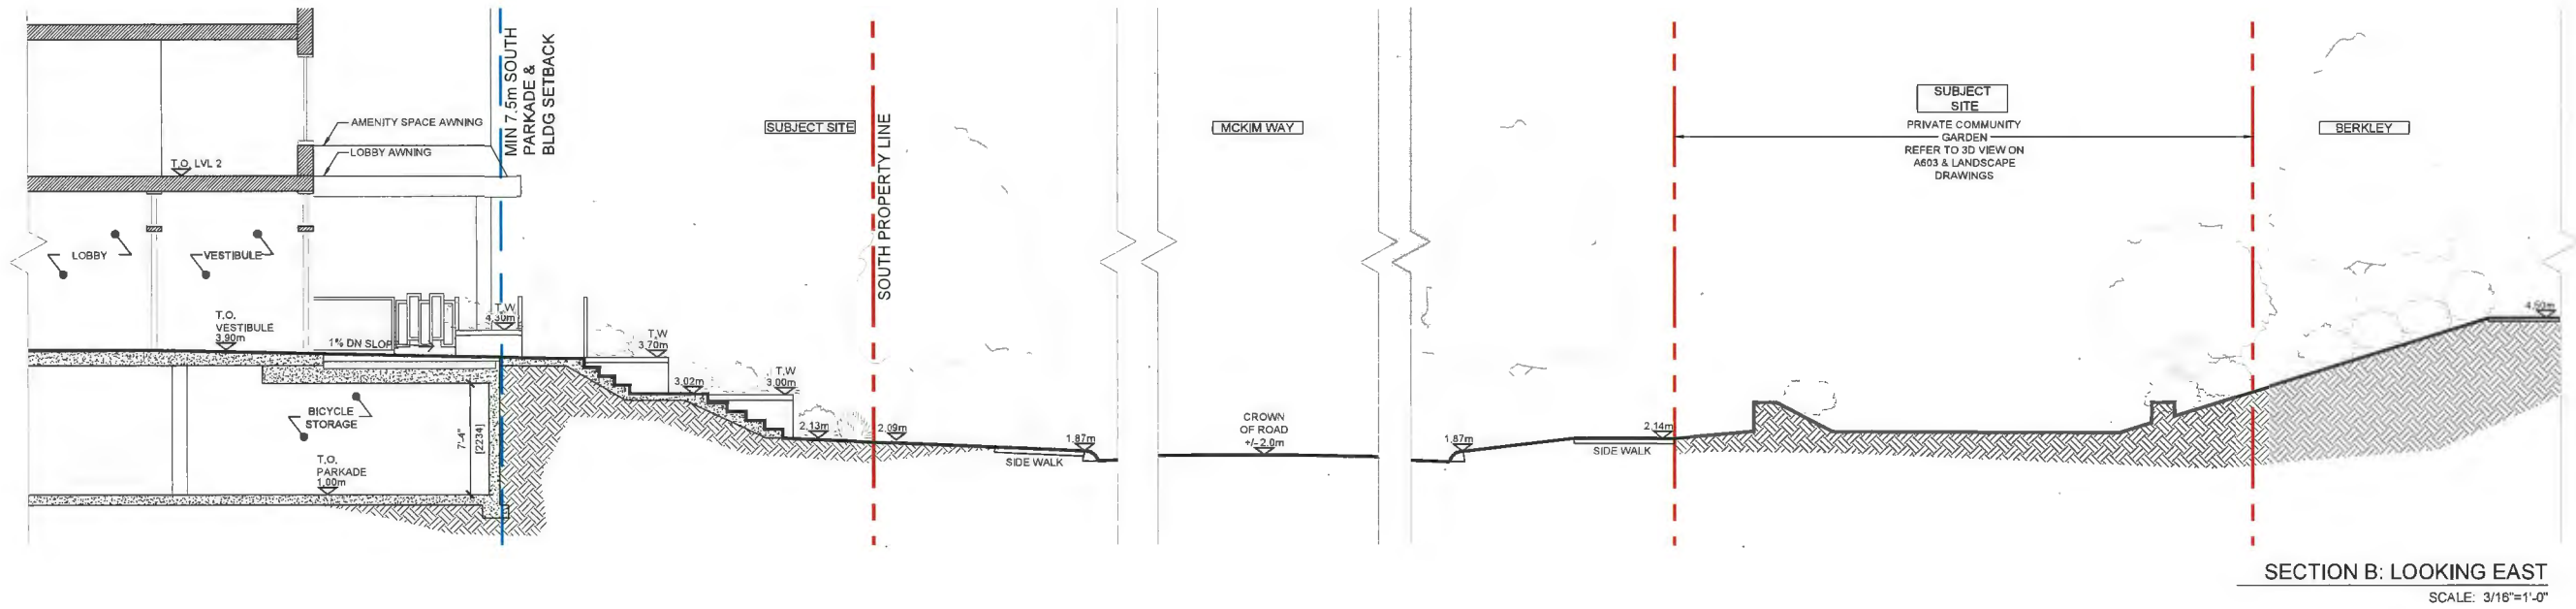 MIN 7.5m SOUTH
PARKADE &
BLDG SETBACK
AMENITY SPACE AWNING
LOBBY AWNING
T.O. LVL 2
LOBBY
VESTIBULE
T.O.
VESTIBULE
3.90m
1% DN SLOP
T.W
4.30m
T.W
3.70m
3.02m
T.W
3.00m
2.13m
2.09m
BICYCLE
STORAGE
7'-4"
[2234]
T.O.
PARKADE
1.00m
SUBJECT SITE
SOUTH PROPERTY LINE
1.87m
SIDE WALK
MCKIM WAY
CROWN
OF ROAD
+/-2.0m
1.87m
2.14m
SIDE WALK
SUBJECT
SITE
PRIVATE COMMUNITY
GARDEN
REFER TO 3D VIEW ON
A603 & LANDSCAPE
DRAWINGS
BERKLEY
4.50m
SECTION B: LOOKING EAST
SCALE: 3/16"=1'-0"